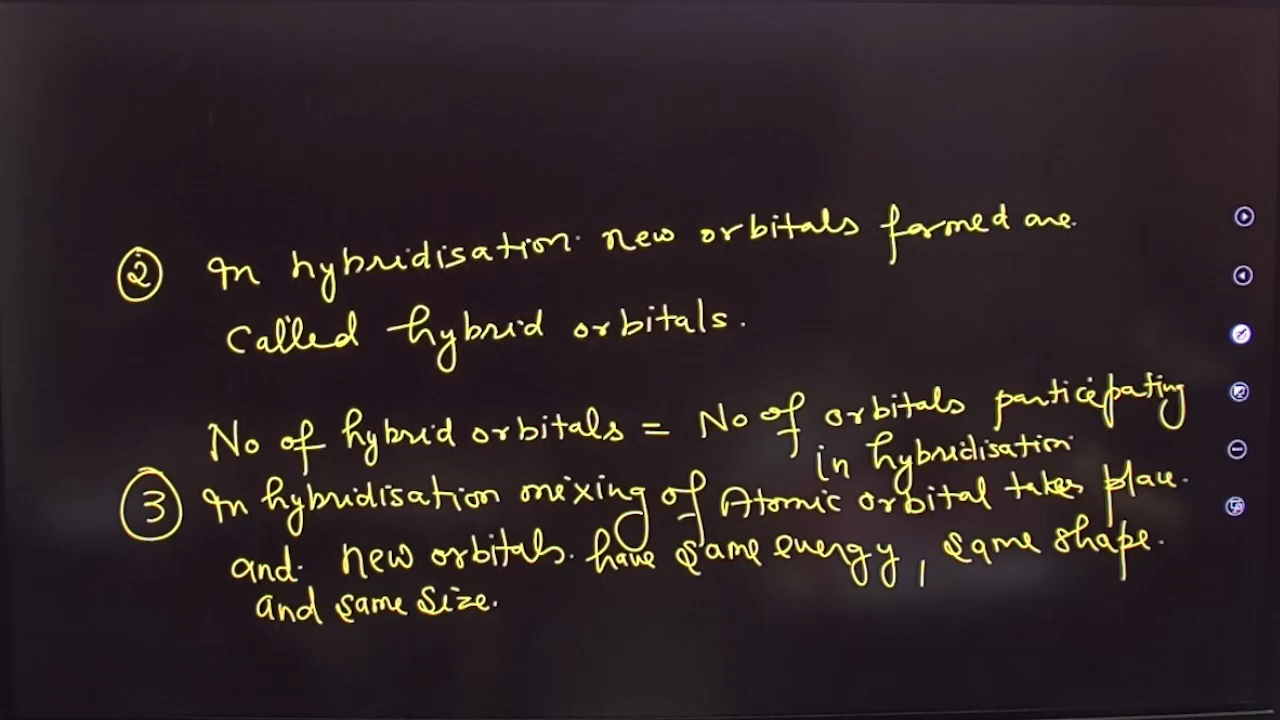 ② In hybridisation new orbitals formed are
Called hybrid orbitals.
No of hybrid orbitals = No of orbitals participating
in hybridisation
③ In hybridisation mixing of Atomic orbital takes place.
and new orbitals have same energy, same shape.
and same size.